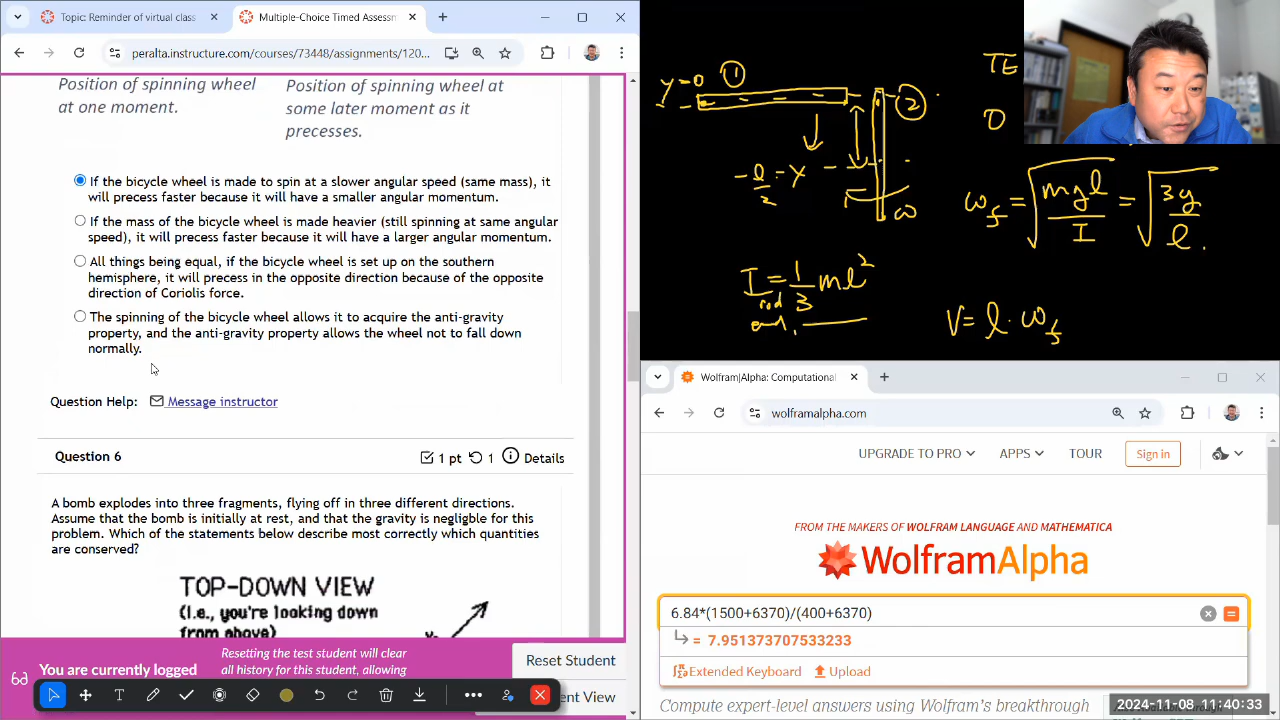 Topic: Reminder of virtual class
Multiple-Choice Timed Assessm
peralta.instructure.com/courses/73448/assignments/120...
Position of spinning wheel
at one moment.
Position of spinning wheel at
some later moment as it
precesses.
If the bicycle wheel is made to spin at a slower angular speed (same mass), it
will precess faster because it will have a smaller angular momentum.
If the mass of the bicycle wheel is made heavier (still spinning at same angular
speed), it will precess faster because it will have a larger angular momentum.
All things being equal, if the bicycle wheel is set up on the southern
hemisphere, it will precess in the opposite direction because of the opposite
direction of Coriolis force.
The spinning of the bicycle wheel allows it to acquire the anti-gravity
property, and the anti-gravity property allows the wheel not to fall down
normally.
Question Help: Message instructor
Question 6
1 pt 1 Details
A bomb explodes into three fragments, flying off in three different directions.
Assume that the bomb is initially at rest, and that the gravity is negligble for this
problem. Which of the statements below describe most correctly which quantities
are conserved?
TOP-DOWN VIEW
(i.e., you're looking down
from above)
You are currently logged
Resetting the test student will clear
all history for this student, allowing
Reset Student
ent View
y=0 ①
②
-l/2 = y
ω
TE
0
ω_f = √(mgl/I) = √(3g/l).
I = 1/3 ml²
rod
end.
V = l · ω_f
Wolfram|Alpha: Computational
wolframalpha.com
UPGRADE TO PRO APPS TOUR Sign in
FROM THE MAKERS OF WOLFRAM LANGUAGE AND MATHEMATICA
WolframAlpha
6.84*(1500+6370)/(400+6370)
= 7.951373707533233
Extended Keyboard Upload
Compute expert-level answers using Wolfram's breakthrough
2024-11-08 11:40:33